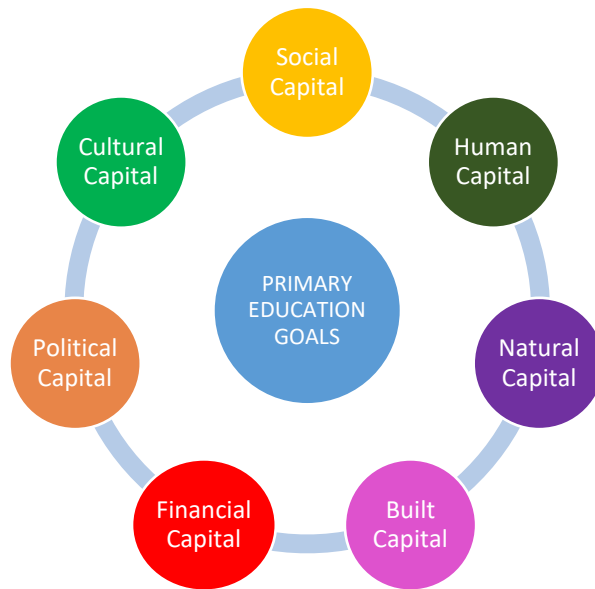 Social
Capital
Human
Capital
Natural
Capital
Built
Capital
Financial
Capital
Political
Capital
Cultural
Capital
PRIMARY
EDUCATION
GOALS